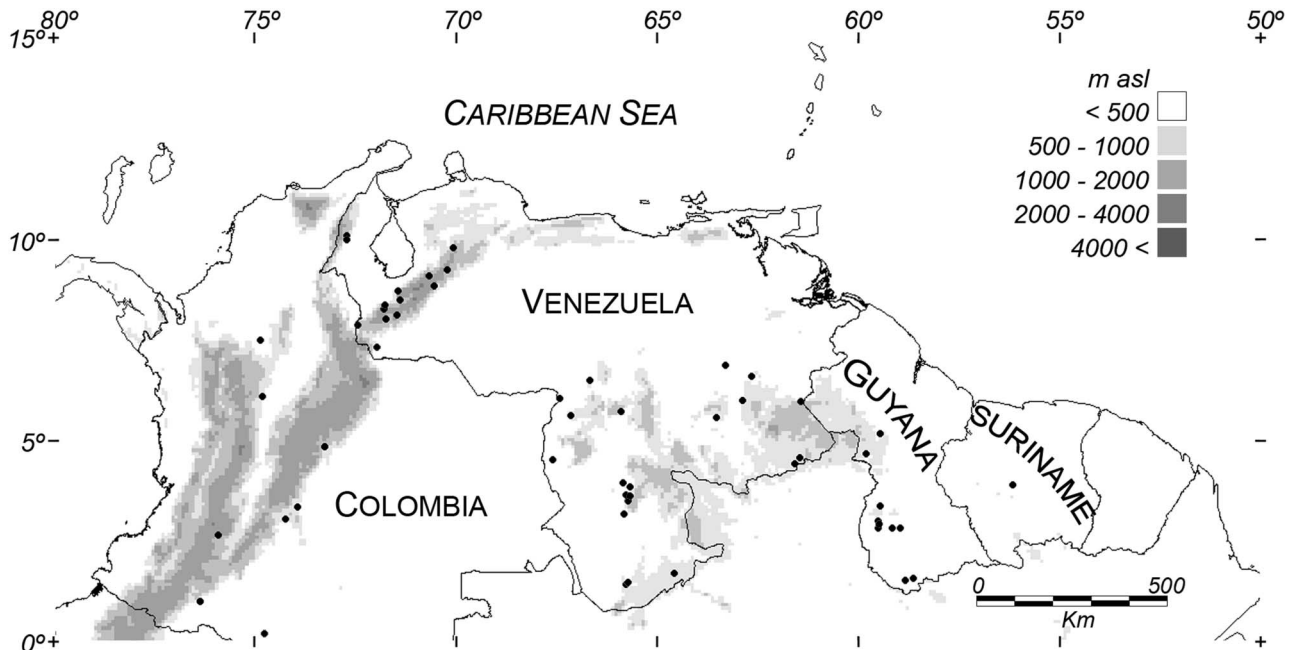 80º 75º 70º 65º 60º 55º 50º
15º
CARIBBEAN SEA
m asl
< 500
500 - 1000
1000 - 2000
2000 - 4000
4000 <
10º
VENEZUELA
GUYANA
SURINAME
5º
COLOMBIA
0 500
Km
0º